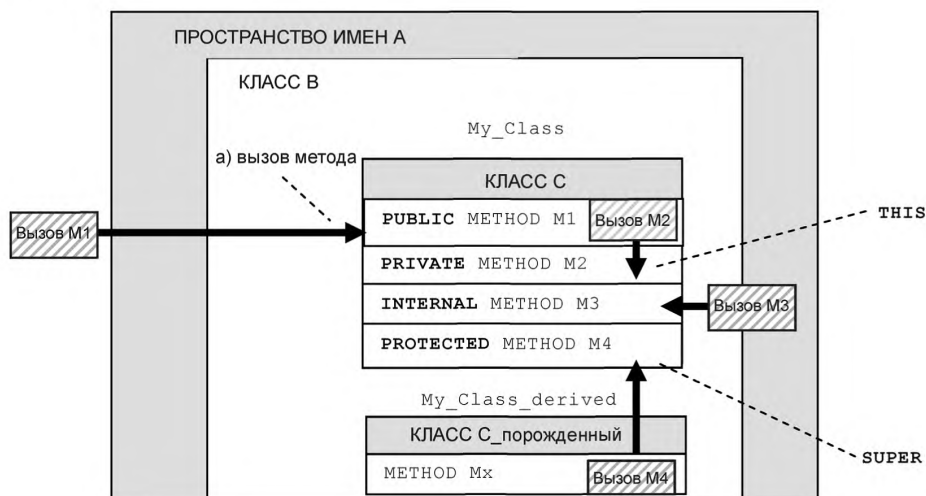 ПРОСТРАНСТВО ИМЕН А
КЛАСС В
My_Class
а) вызов метода
КЛАСС С
Вызов М1
PUBLIC METHOD M1
Вызов М2
THIS
PRIVATE METHOD M2
INTERNAL METHOD M3
Вызов М3
PROTECTED METHOD M4
My_Class_derived
КЛАСС С_порожденный
SUPER
METHOD Mx
Вызов М4